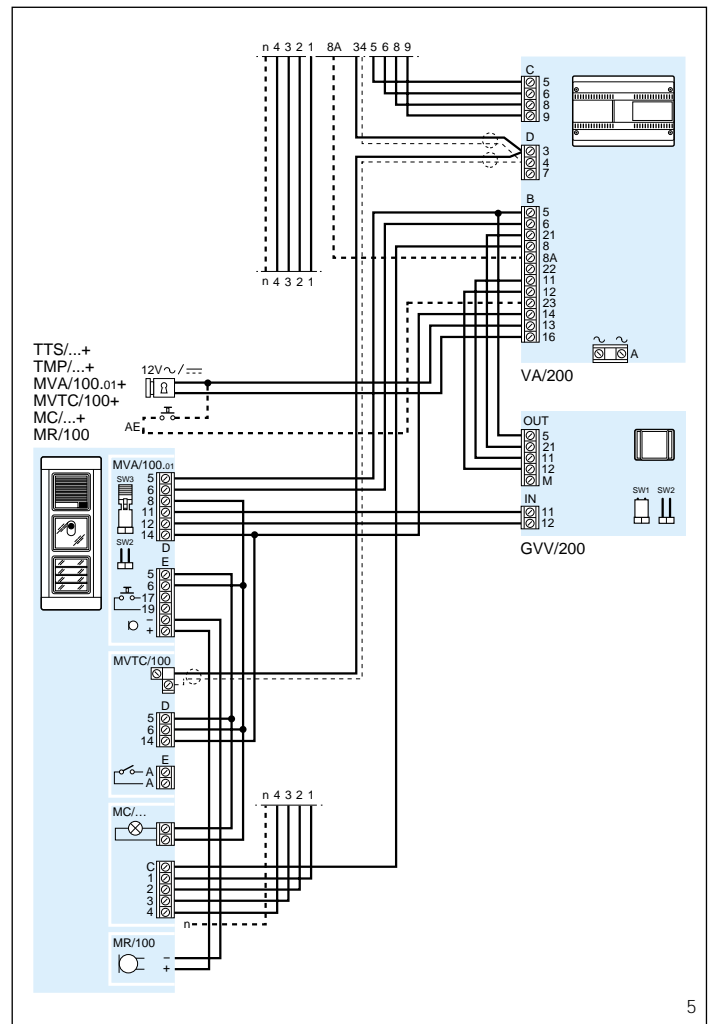 n 4 3 2 1 8A 34 5 6 8 9
C
5
6
8
9
D
3
4
7
B
5
6
21
8
8A
22
11
12
23
14
13
16
A
VA/200
n 4 3 2 1
TTS/...+
TMP/...+
MVA/100.01+
MVTC/100+
MC/...+
MR/100
12V~/
AE
OUT
5
21
11
12
M
IN
11
12
SW1 SW2
GVV/200
MVA/100.01
SW3
SW2
5
6
8
11
12
14
D
E
5
6
17
19
–
+
MVTC/100
D
5
6
14
E
A
A
MC/...
n 4 3 2 1
C
1
2
3
4
n
MR/100
–
+
5